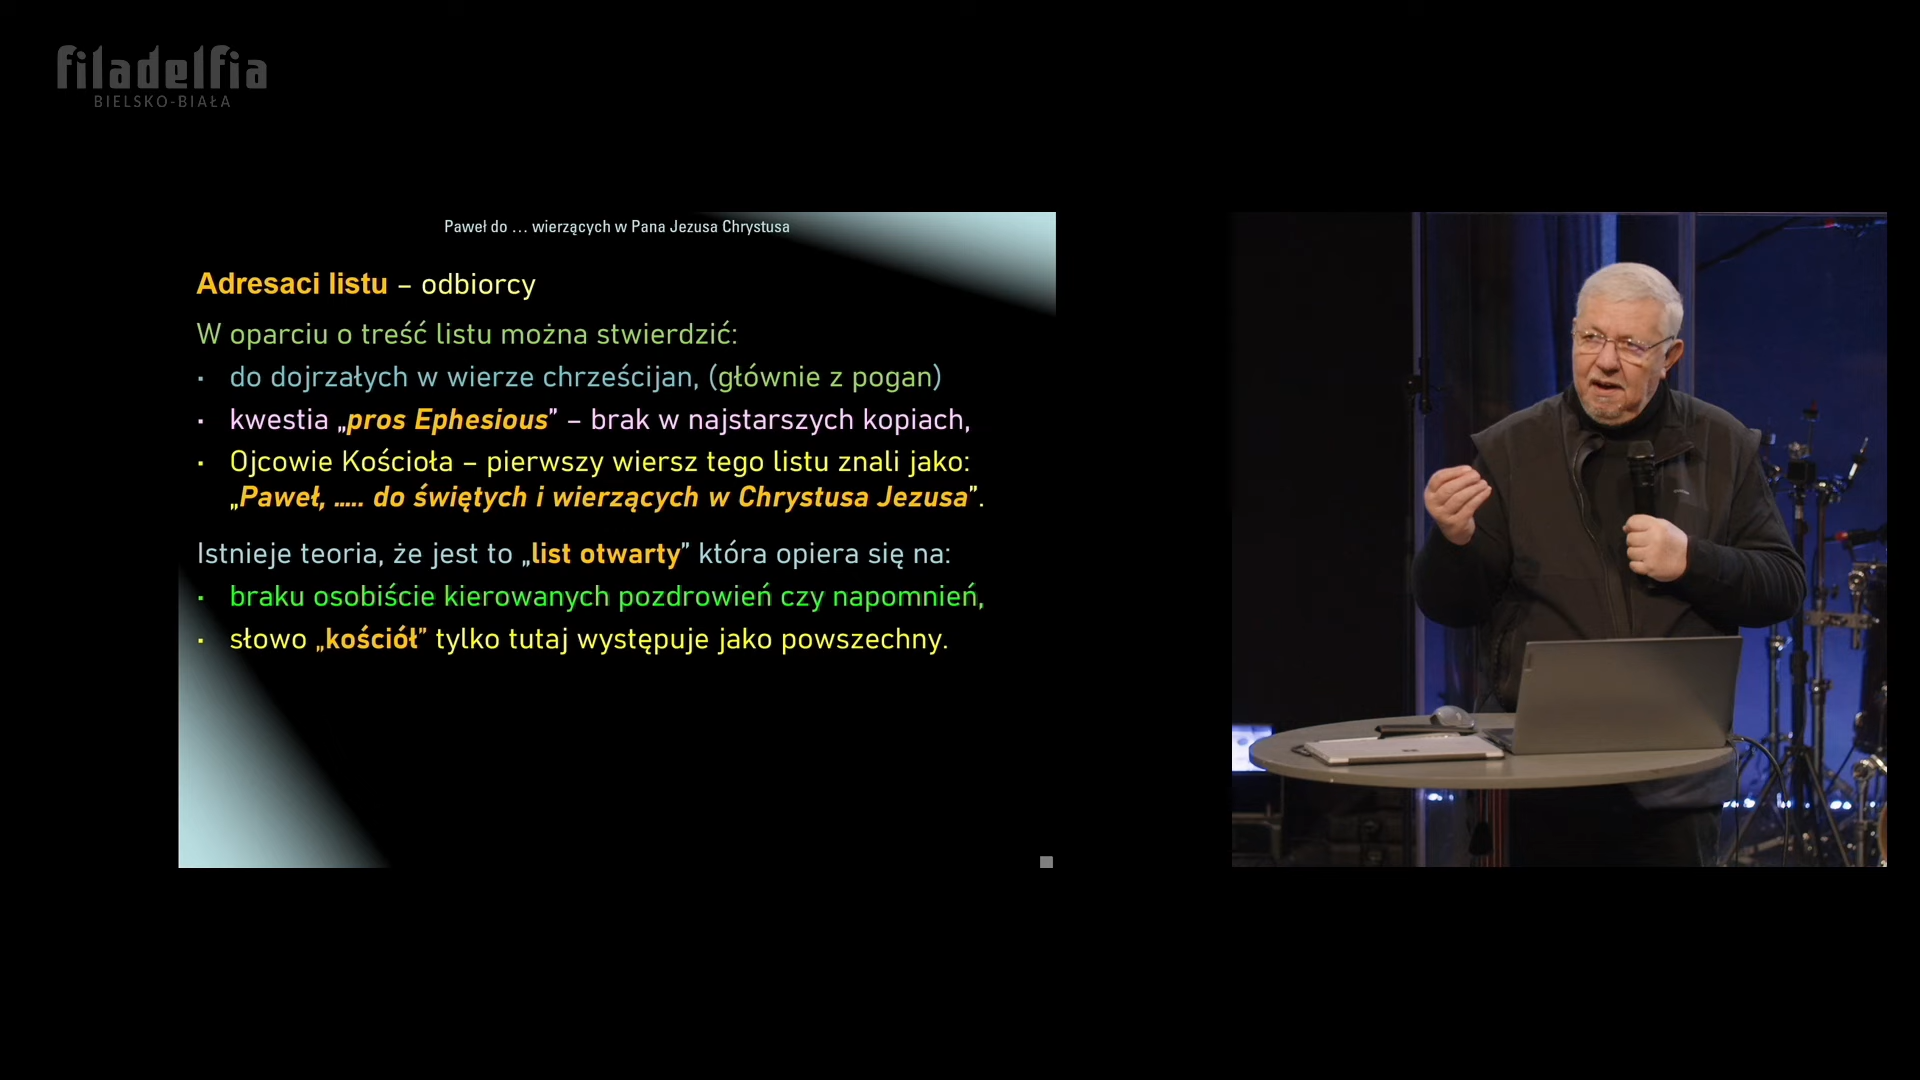 filadelfia
BIELSKO-BIAŁA
Paweł do … wierzących w Pana Jezusa Chrystusa
Adresaci listu – odbiorcy
W oparciu o treść listu można stwierdzić:
· do dojrzałych w wierze chrześcijan, (głównie z pogan)
· kwestia „pros Ephesious” – brak w najstarszych kopiach,
· Ojcowie Kościoła – pierwszy wiersz tego listu znali jako:
„Paweł, ….. do świętych i wierzących w Chrystusa Jezusa”.
Istnieje teoria, że jest to „list otwarty” która opiera się na:
· braku osobiście kierowanych pozdrowień czy napomnień,
· słowo „kościół” tylko tutaj występuje jako powszechny.